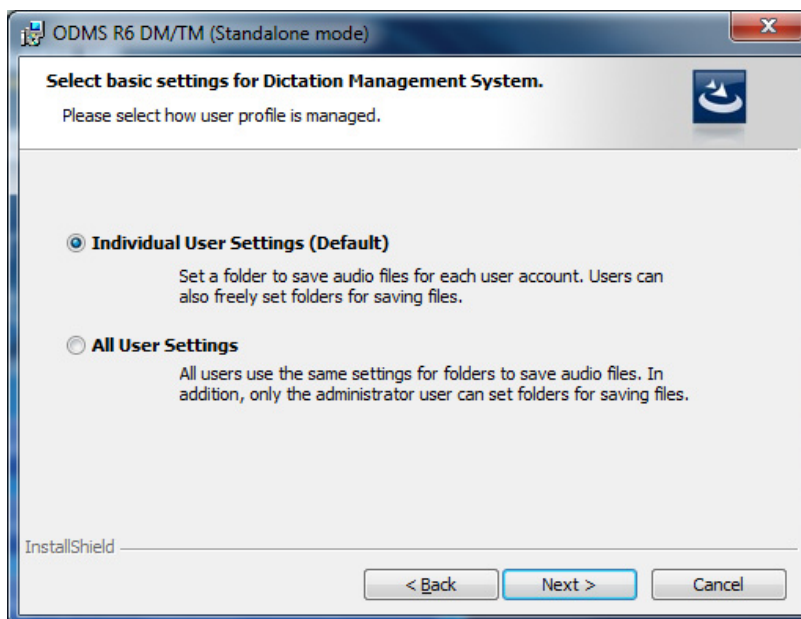 ODMS R6 DM/TM (Standalone mode)
Select basic settings for Dictation Management System.
Please select how user profile is managed.
Individual User Settings (Default)
Set a folder to save audio files for each user account. Users can
also freely set folders for saving files.
All User Settings
All users use the same settings for folders to save audio files. In
addition, only the administrator user can set folders for saving files.
InstallShield
< Back Next > Cancel